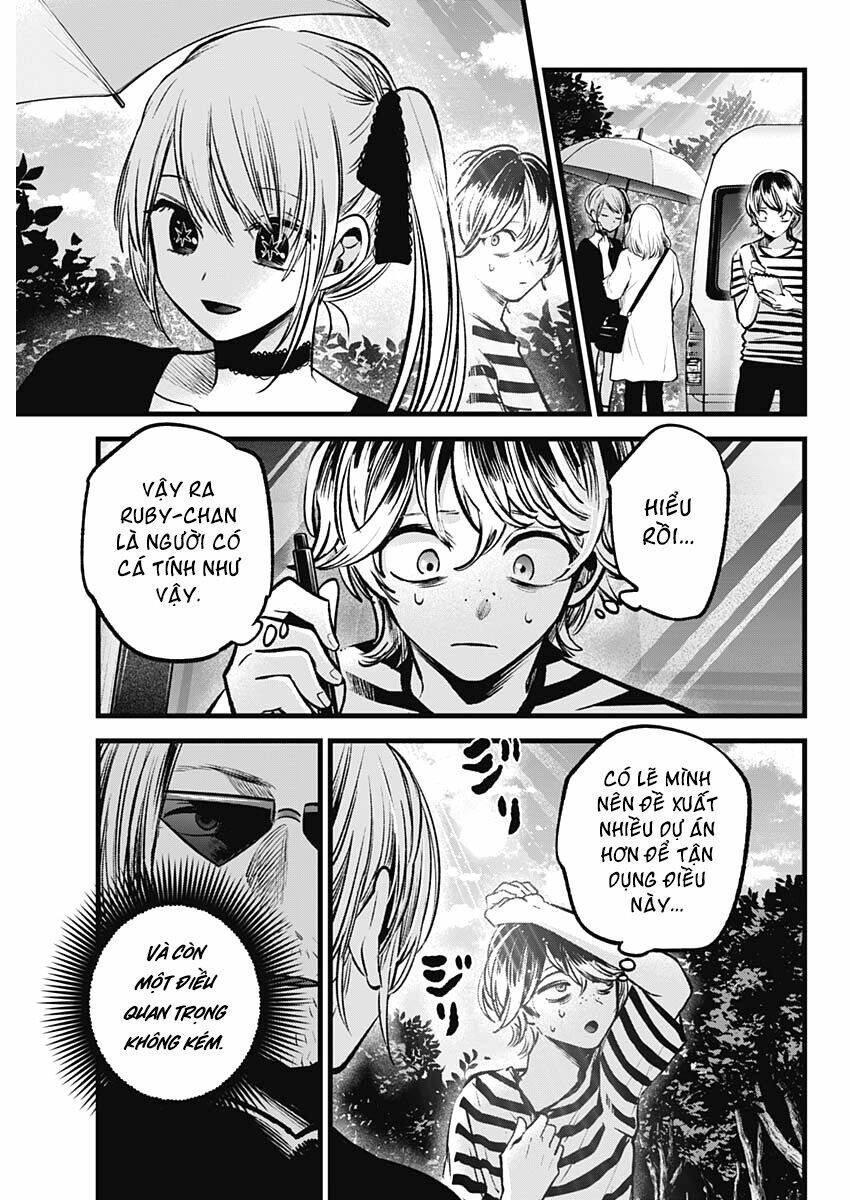 HIỂU
RỒI...
VẬY RA
RUBY-CHAN
LÀ NGƯỜI CÓ
CÁ TÍNH NHƯ
VẬY.
CÓ LẼ MÌNH
NÊN ĐỀ XUẤT
NHIỀU DỰ ÁN
HƠN ĐỂ TẬN
DỤNG ĐIỀU
NÀY...
ジリ
ジリ
VÀ CÒN
MỘT ĐIỀU
QUAN TRỌNG
KHÔNG KÉM.